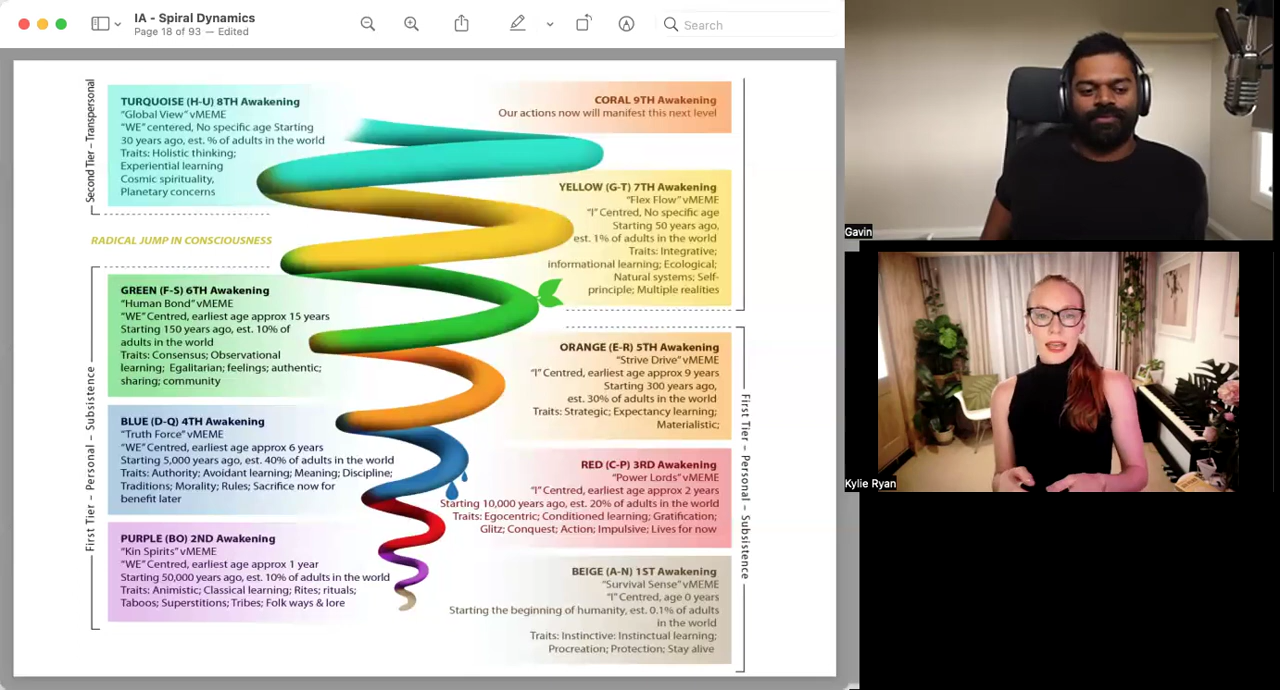 IA - Spiral Dynamics
Page 18 of 93 — Edited
Search
Second Tier – Transpersonal
TURQUOISE (H-U) 8TH Awakening
"Global View" vMEME
"WE" centered, No specific age Starting
30 years ago, est. % of adults in the world
Traits: Holistic thinking;
Experiential learning
Cosmic spirituality,
Planetary concerns
CORAL 9TH Awakening
Our actions now will manifest this next level
YELLOW (G-T) 7TH Awakening
"Flex Flow" vMEME
"I" Centred, No specific age
Starting 50 years ago,
est. 1% of adults in the world
Traits: Integrative;
informational learning; Ecological;
Natural systems; Self-
principle; Multiple realities
RADICAL JUMP IN CONSCIOUSNESS
First Tier – Personal – Subsistence
GREEN (F-S) 6TH Awakening
"Human Bond" vMEME
"WE" Centred, earliest age approx 15 years
Starting 150 years ago, est. 10% of
adults in the world
Traits: Consensus; Observational
learning; Egalitarian; feelings; authentic;
sharing; community
ORANGE (E-R) 5TH Awakening
"Strive Drive" vMEME
"I" Centred, earliest age approx 9 years
Starting 300 years ago,
est. 30% of adults in the world
Traits: Strategic; Expectancy learning;
Materialistic;
BLUE (D-Q) 4TH Awakening
"Truth Force" vMEME
"WE" Centred, earliest age approx 6 years
Starting 5,000 years ago, est. 40% of adults in the world
Traits: Authority; Avoidant learning; Meaning; Discipline;
Traditions; Morality; Rules; Sacrifice now for
benefit later
RED (C-P) 3RD Awakening
"Power Lords" vMEME
"I" Centred, earliest age approx 2 years
Starting 10,000 years ago, est. 20% of adults in the world
Traits: Egocentric; Conditioned learning; Gratification;
Glitz; Conquest; Action; Impulsive; Lives for now
PURPLE (BO) 2ND Awakening
"Kin Spirits" vMEME
"WE" Centred, earliest age approx 1 year
Starting 50,000 years ago, est. 10% of adults in the world
Traits: Animistic; Classical learning; Rites; rituals;
Taboos; Superstitions; Tribes; Folk ways & lore
BEIGE (A-N) 1ST Awakening
"Survival Sense" vMEME
"I" Centred, age 0 years
Starting the beginning of humanity, est. 0.1% of adults
in the world
Traits: Instinctive: Instinctual learning;
Procreation; Protection; Stay alive
First Tier – Personal – Subsistence
Gavin
Kylie Ryan